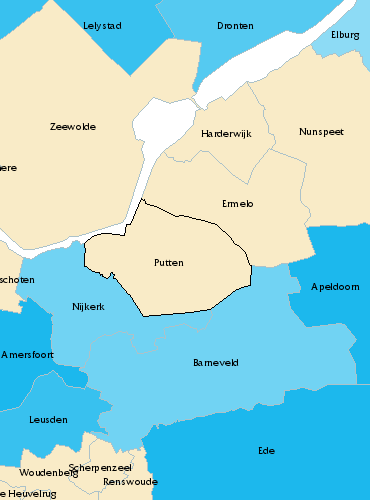 Lelystad
Dronten
Elburg
Zeewolde
Harderwijk
Nunspeet
ere
Ermelo
Putten
schoten
Apeldoorn
Nijkerk
Amersfoort
Barneveld
Leusden
Ede
Scherpenzeel
Woudenberg
Renswoude
e Heuvelrug